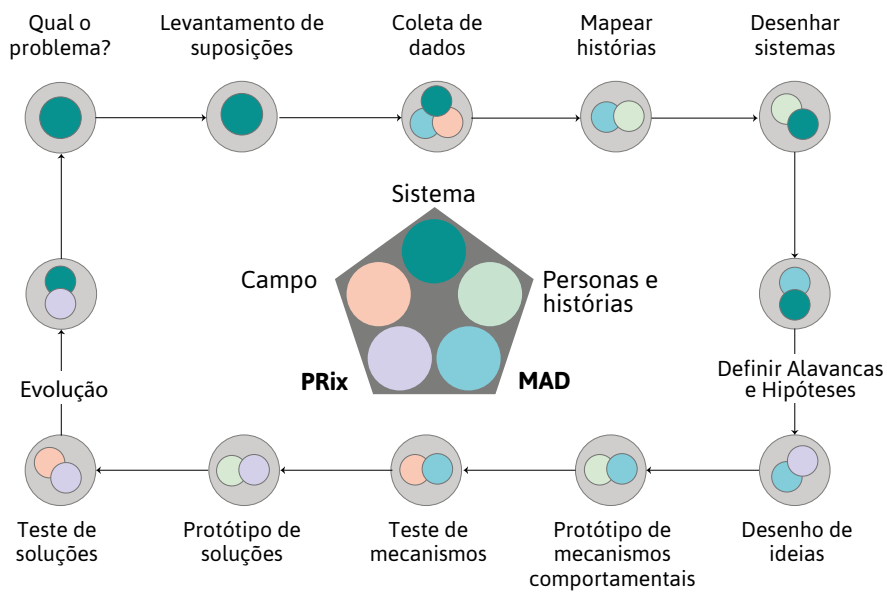 Qual o
problema?
Levantamento de
suposições
Coleta de
dados
Mapear
histórias
Desenhar
sistemas
Sistema
Campo
Personas e
histórias
PRix
MAD
Definir Alavancas
e Hipóteses
Evolução
Teste de
soluções
Protótipo de
soluções
Teste de
mecanismos
Protótipo de
mecanismos
comportamentais
Desenho de
ideias